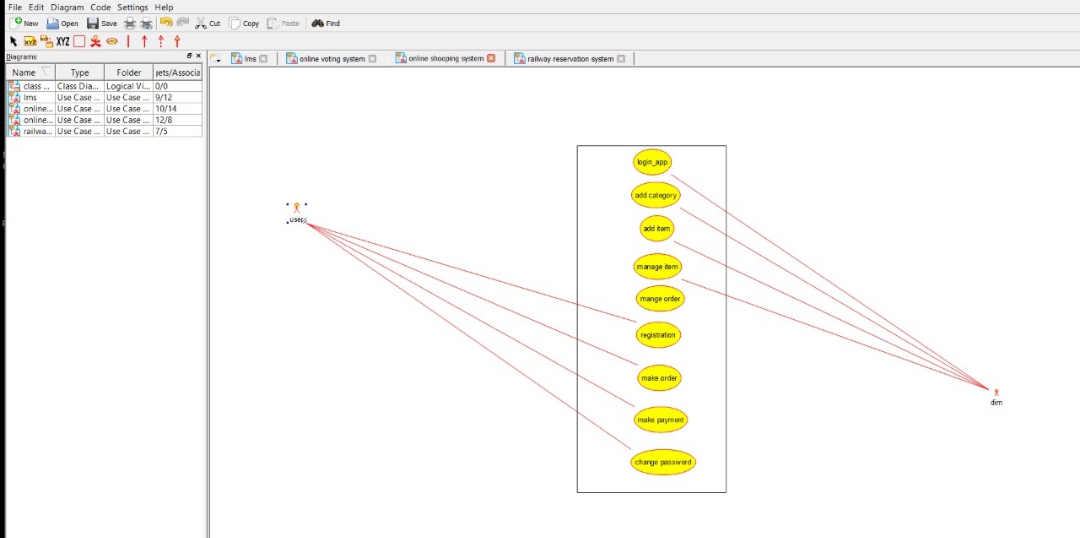 File Edit Diagram Code Settings Help
New Open Save Cut Copy Paste Find
XYZ
Diagrams
lms online voting system online shooping system railway reservation system
Name Type Folder jets/Associa
class ... Class Dia... Logical Vi... 0/0
lms Use Case ... Use Case ... 9/12
online... Use Case ... Use Case ... 10/14
online... Use Case ... Use Case ... 12/8
railwa... Use Case ... Use Case ... 7/5
login_app
add category
add item
manage item
mange order
registration
make order
make payment
change password
dim